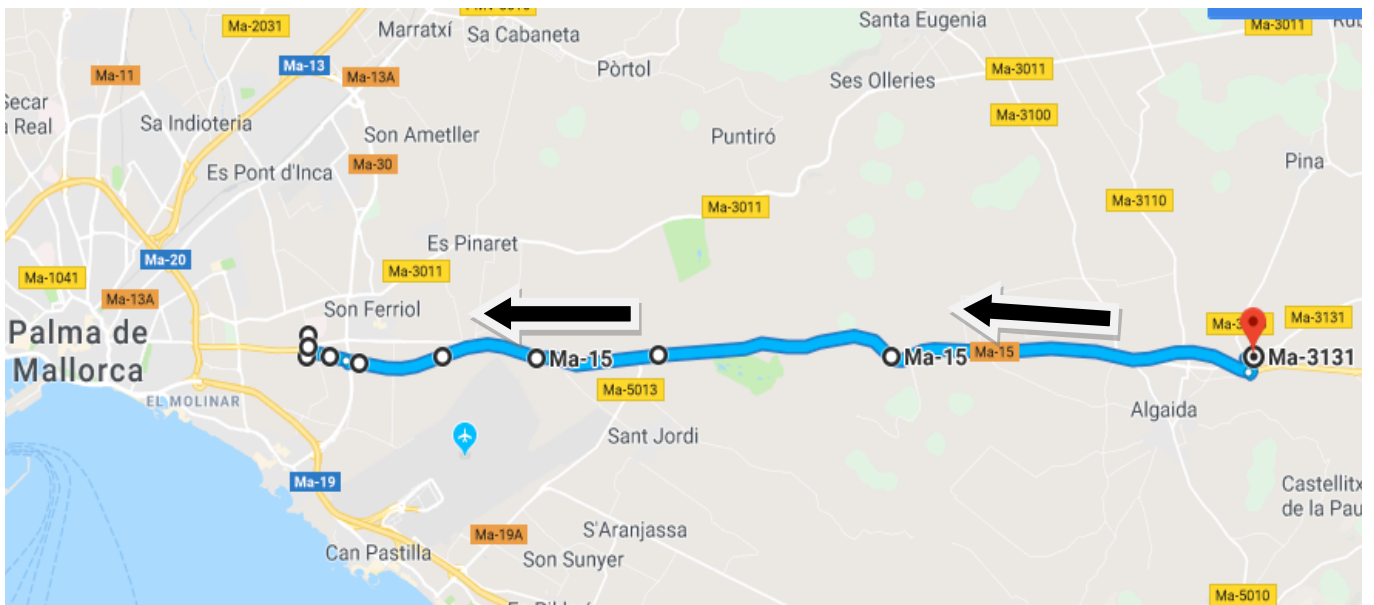 Ma-2031
Marratxí
Sa Cabaneta
Santa Eugenia
Ma-3011
Ma-13
Ma-11
Ma-13A
Pòrtol
Ses Olleries
Ma-3011
Secar
Real
Sa Indioteria
Son Ametller
Puntiró
Ma-3100
Es Pont d'Inca
Ma-30
Pina
Ma-3011
Ma-3110
Es Pinaret
Ma-20
Ma-3011
Ma-1041
Ma-13A
Son Ferriol
Ma-3131
Palma de
Mallorca
Ma-15
Ma-15
Ma-15
Ma-3131
Ma-5013
EL MOLINAR
Algaida
Sant Jordi
Ma-19
Castellitx
de la Pau
Ma-19A
S'Aranjassa
Can Pastilla
Son Sunyer
Ma-5010